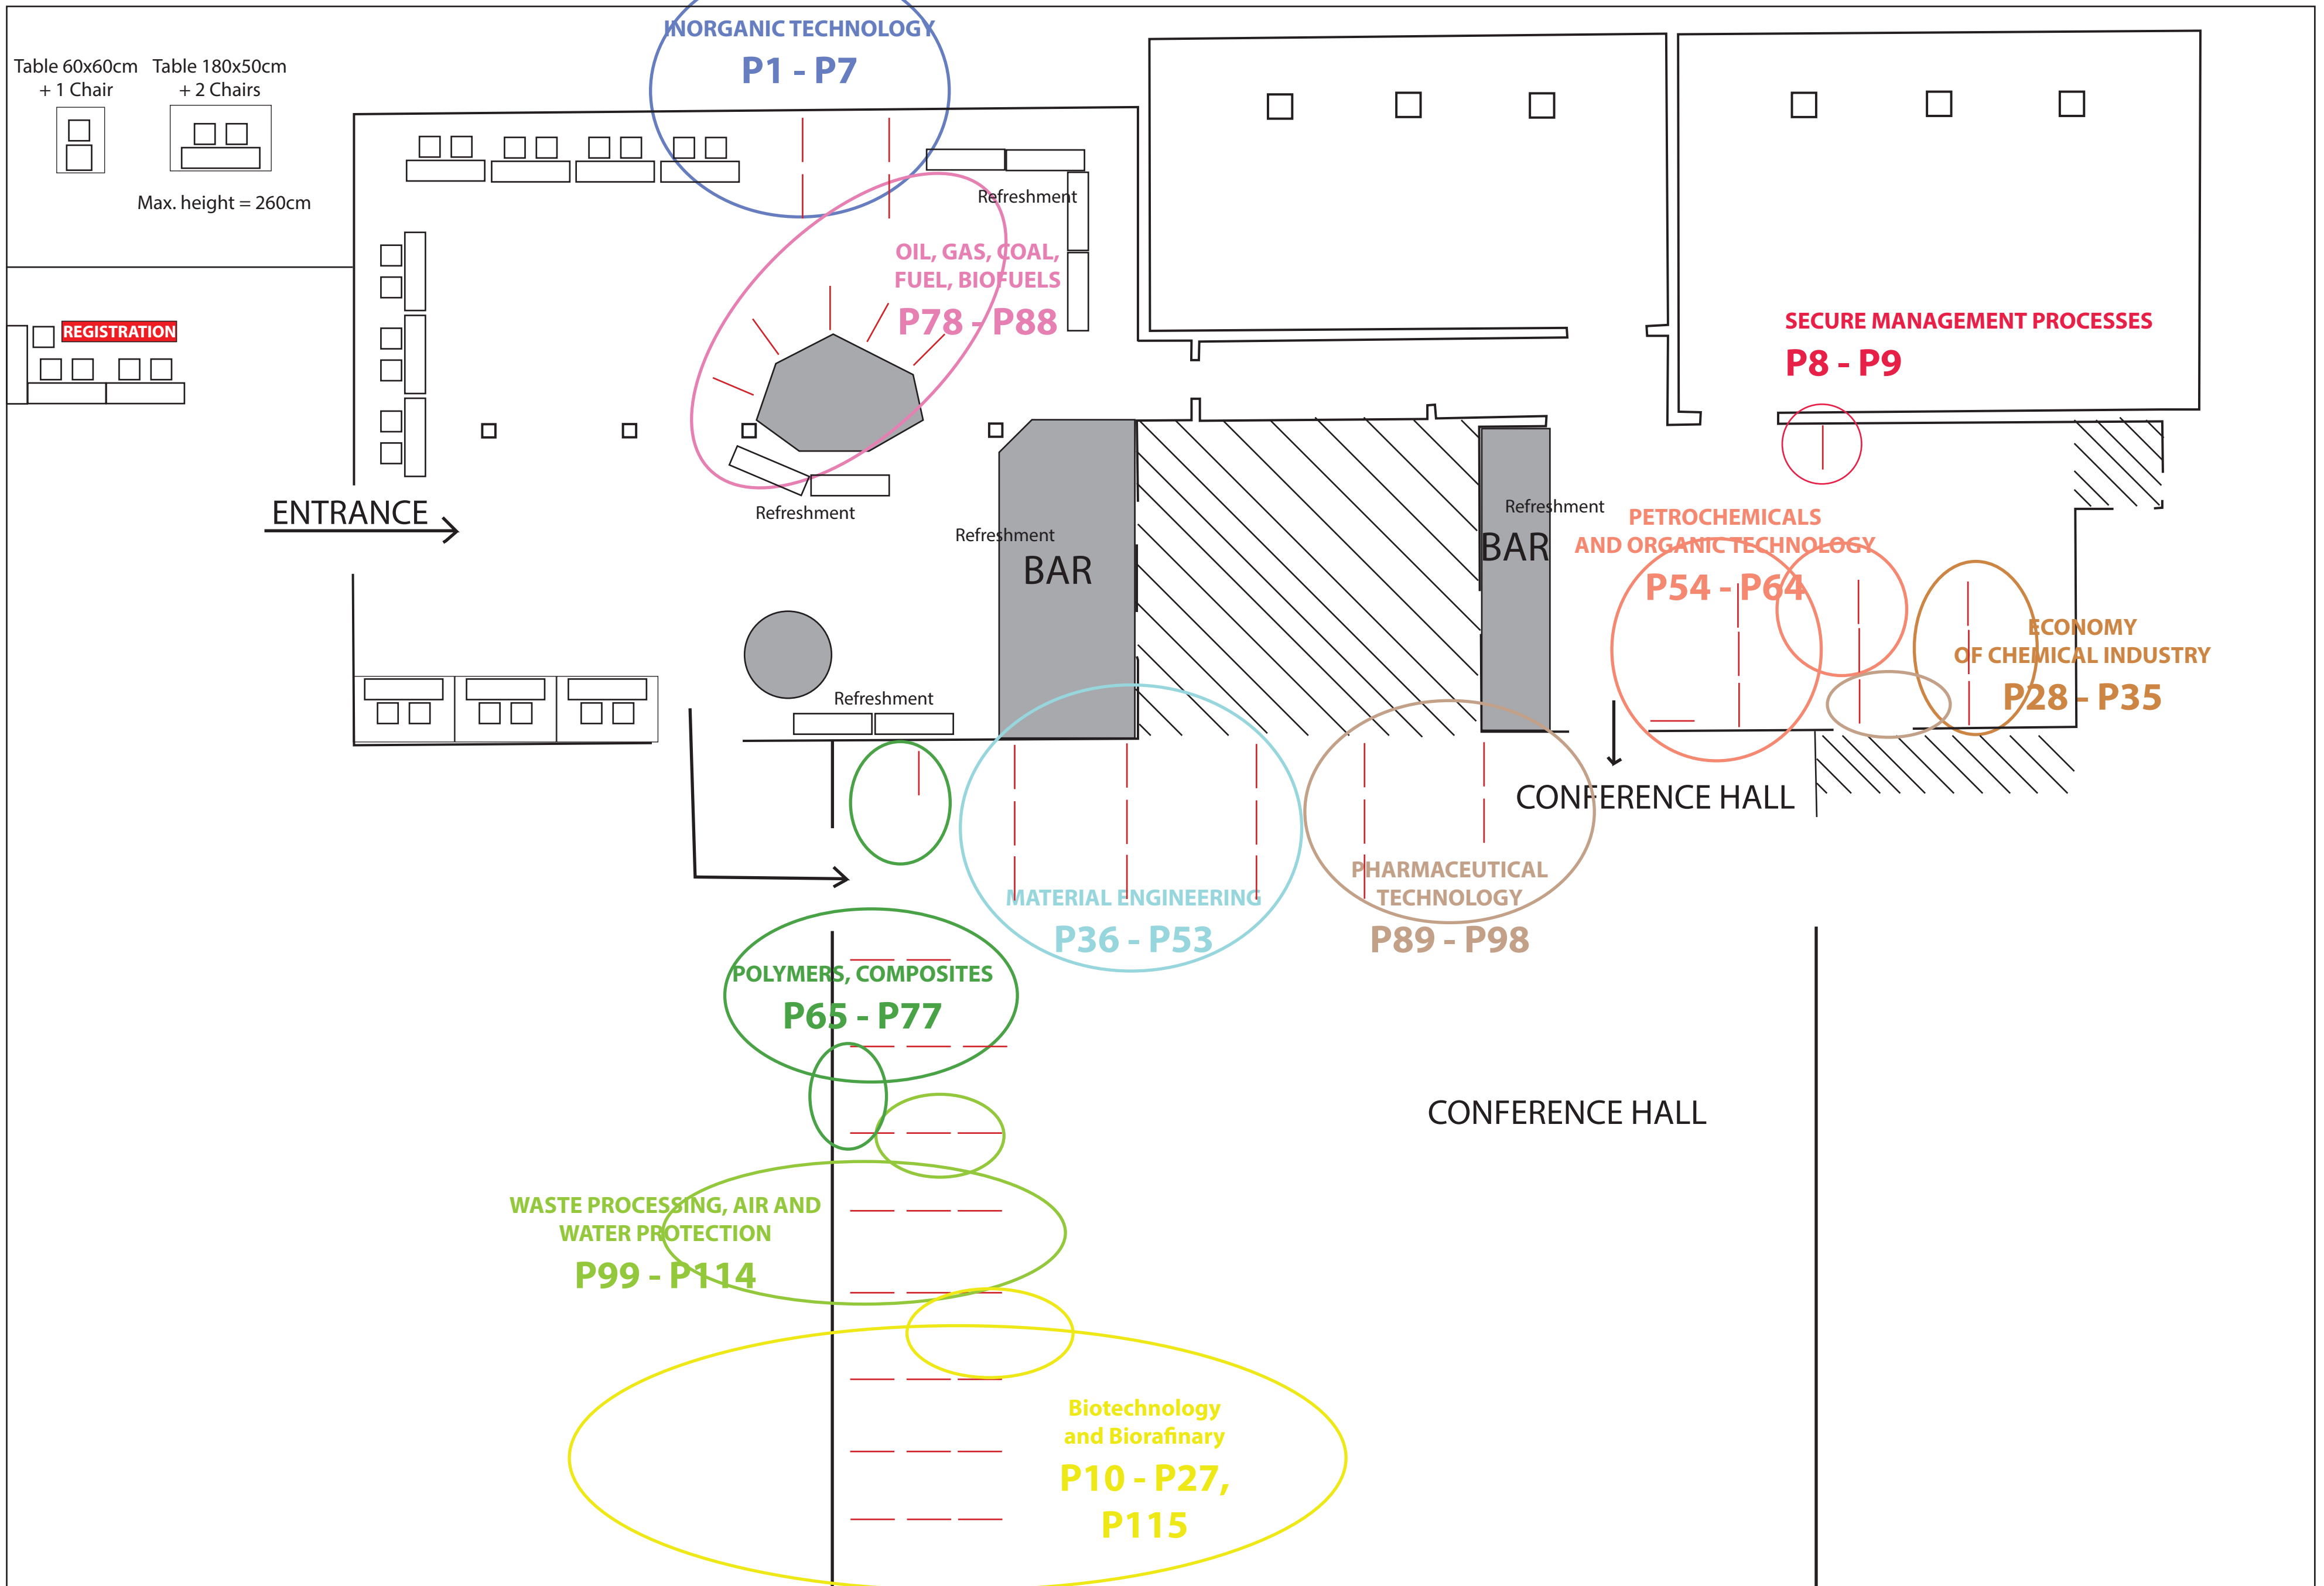 INORGANIC TECHNOLOGY
P1 - P7
Table 60x60cm
+ 1 Chair
Table 180x50cm
+ 2 Chairs
Max. height = 260cm
Refreshment
OIL, GAS, COAL,
FUEL, BIOFUELS
P78 - P88
REGISTRATION
SECURE MANAGEMENT PROCESSES
P8 - P9
ENTRANCE
Refreshment
Refreshment
BAR
Refreshment
BAR
PETROCHEMICALS
AND ORGANIC TECHNOLOGY
P54 - P64
ECONOMY
OF CHEMICAL INDUSTRY
P28 - P35
Refreshment
CONFERENCE HALL
MATERIAL ENGINEERING
P36 - P53
PHARMACEUTICAL
TECHNOLOGY
P89 - P98
POLYMERS, COMPOSITES
P65 - P77
CONFERENCE HALL
WASTE PROCESSING, AIR AND
WATER PROTECTION
P99 - P114
Biotechnology
and Biorafinary
P10 - P27,
P115